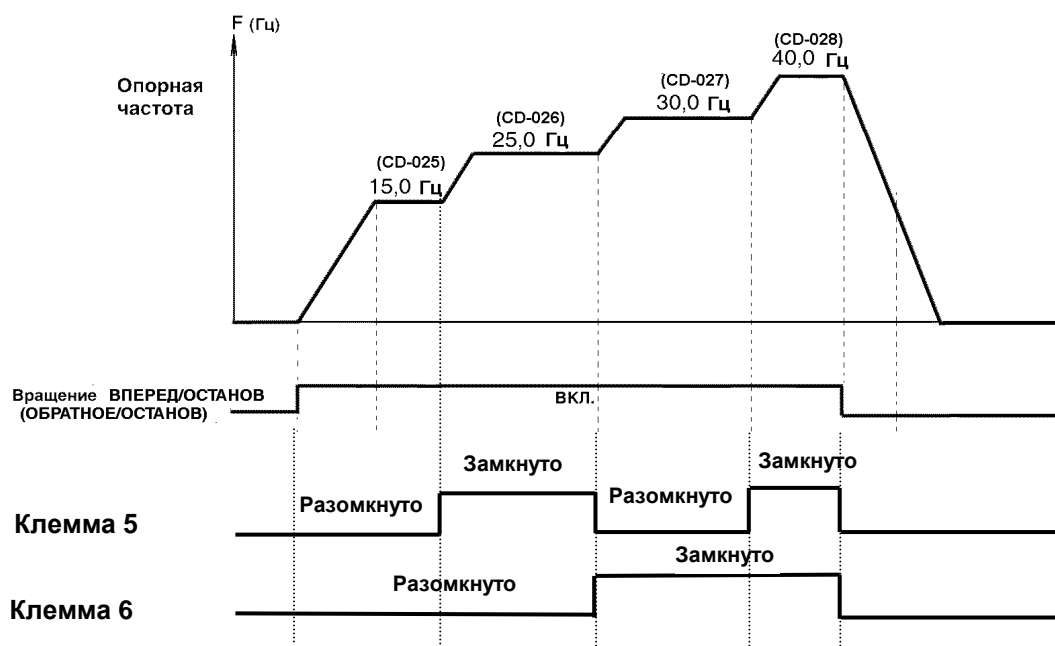 F (Гц)
Опорная
частота
(CD-025)
15,0 Гц
(CD-026)
25,0 Гц
(CD-027)
30,0 Гц
(CD-028)
40,0 Гц
Вращение ВПЕРЕД/ОСТАНОВ
(ОБРАТНОЕ/ОСТАНОВ)
ВКЛ.
Клемма 5
Разомкнуто
Замкнуто
Разомкнуто
Замкнуто
Клемма 6
Разомкнуто
Замкнуто